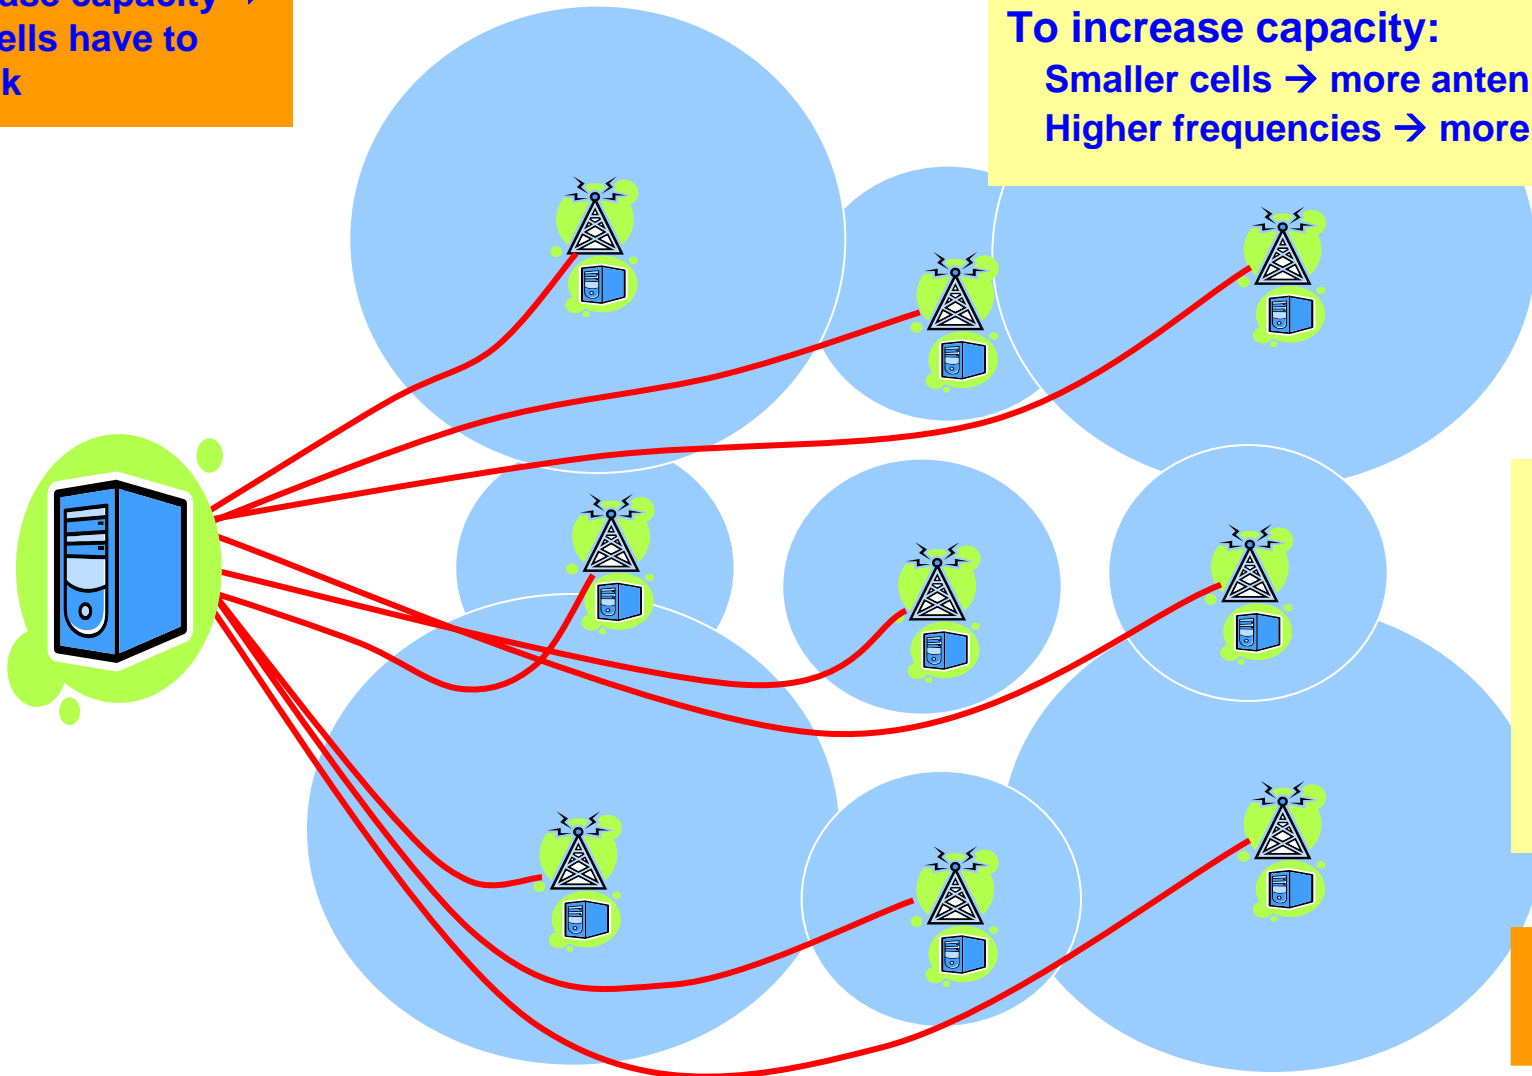 ells have to
k
To increase capacity:
Smaller cells → more anten
Higher frequencies → more